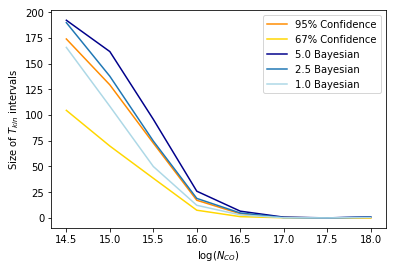 200
175
150
125
100
75
50
25
0
Size of T_kin intervals
95% Confidence
67% Confidence
5.0 Bayesian
2.5 Bayesian
1.0 Bayesian
14.5 15.0 15.5 16.0 16.5 17.0 17.5 18.0
log(N_CO)